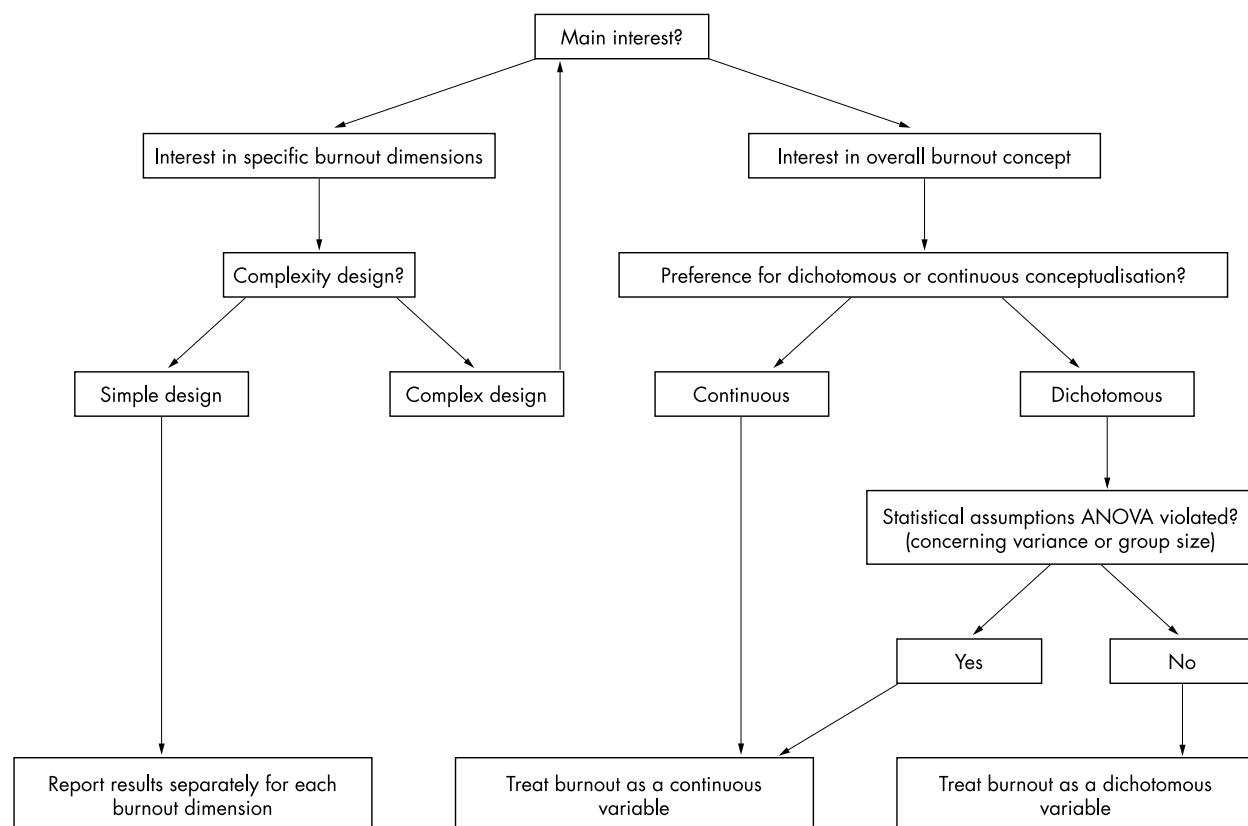 Main interest?
Interest in specific burnout dimensions
Interest in overall burnout concept
Complexity design?
Preference for dichotomous or continuous conceptualisation?
Simple design
Complex design
Continuous
Dichotomous
Statistical assumptions ANOVA violated?
(concerning variance or group size)
Yes
No
Report results separately for each
burnout dimension
Treat burnout as a continuous
variable
Treat burnout as a dichotomous
variable